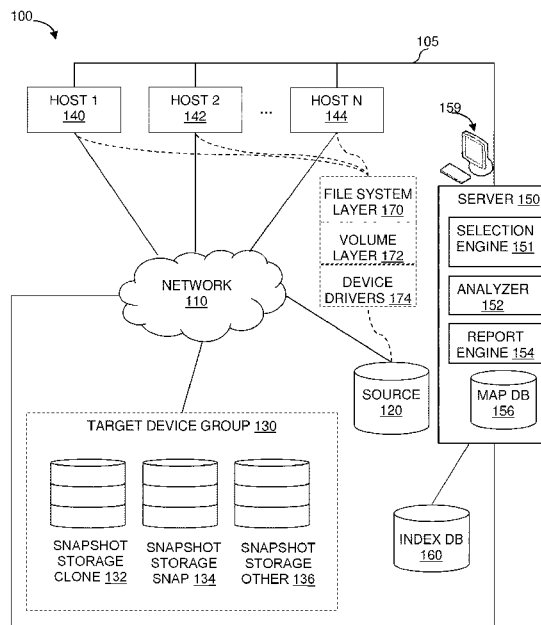 100
105
HOST 1
140
HOST 2
142
...
HOST N
144
159
FILE SYSTEM
LAYER 170
VOLUME
LAYER 172
DEVICE
DRIVERS 174
SERVER 150
SELECTION
ENGINE
151
ANALYZER
152
REPORT
ENGINE 154
MAP DB
156
NETWORK
110
SOURCE
120
TARGET DEVICE GROUP 130
SNAPSHOT
STORAGE
CLONE 132
SNAPSHOT
STORAGE
SNAP 134
SNAPSHOT
STORAGE
OTHER 136
INDEX DB
160